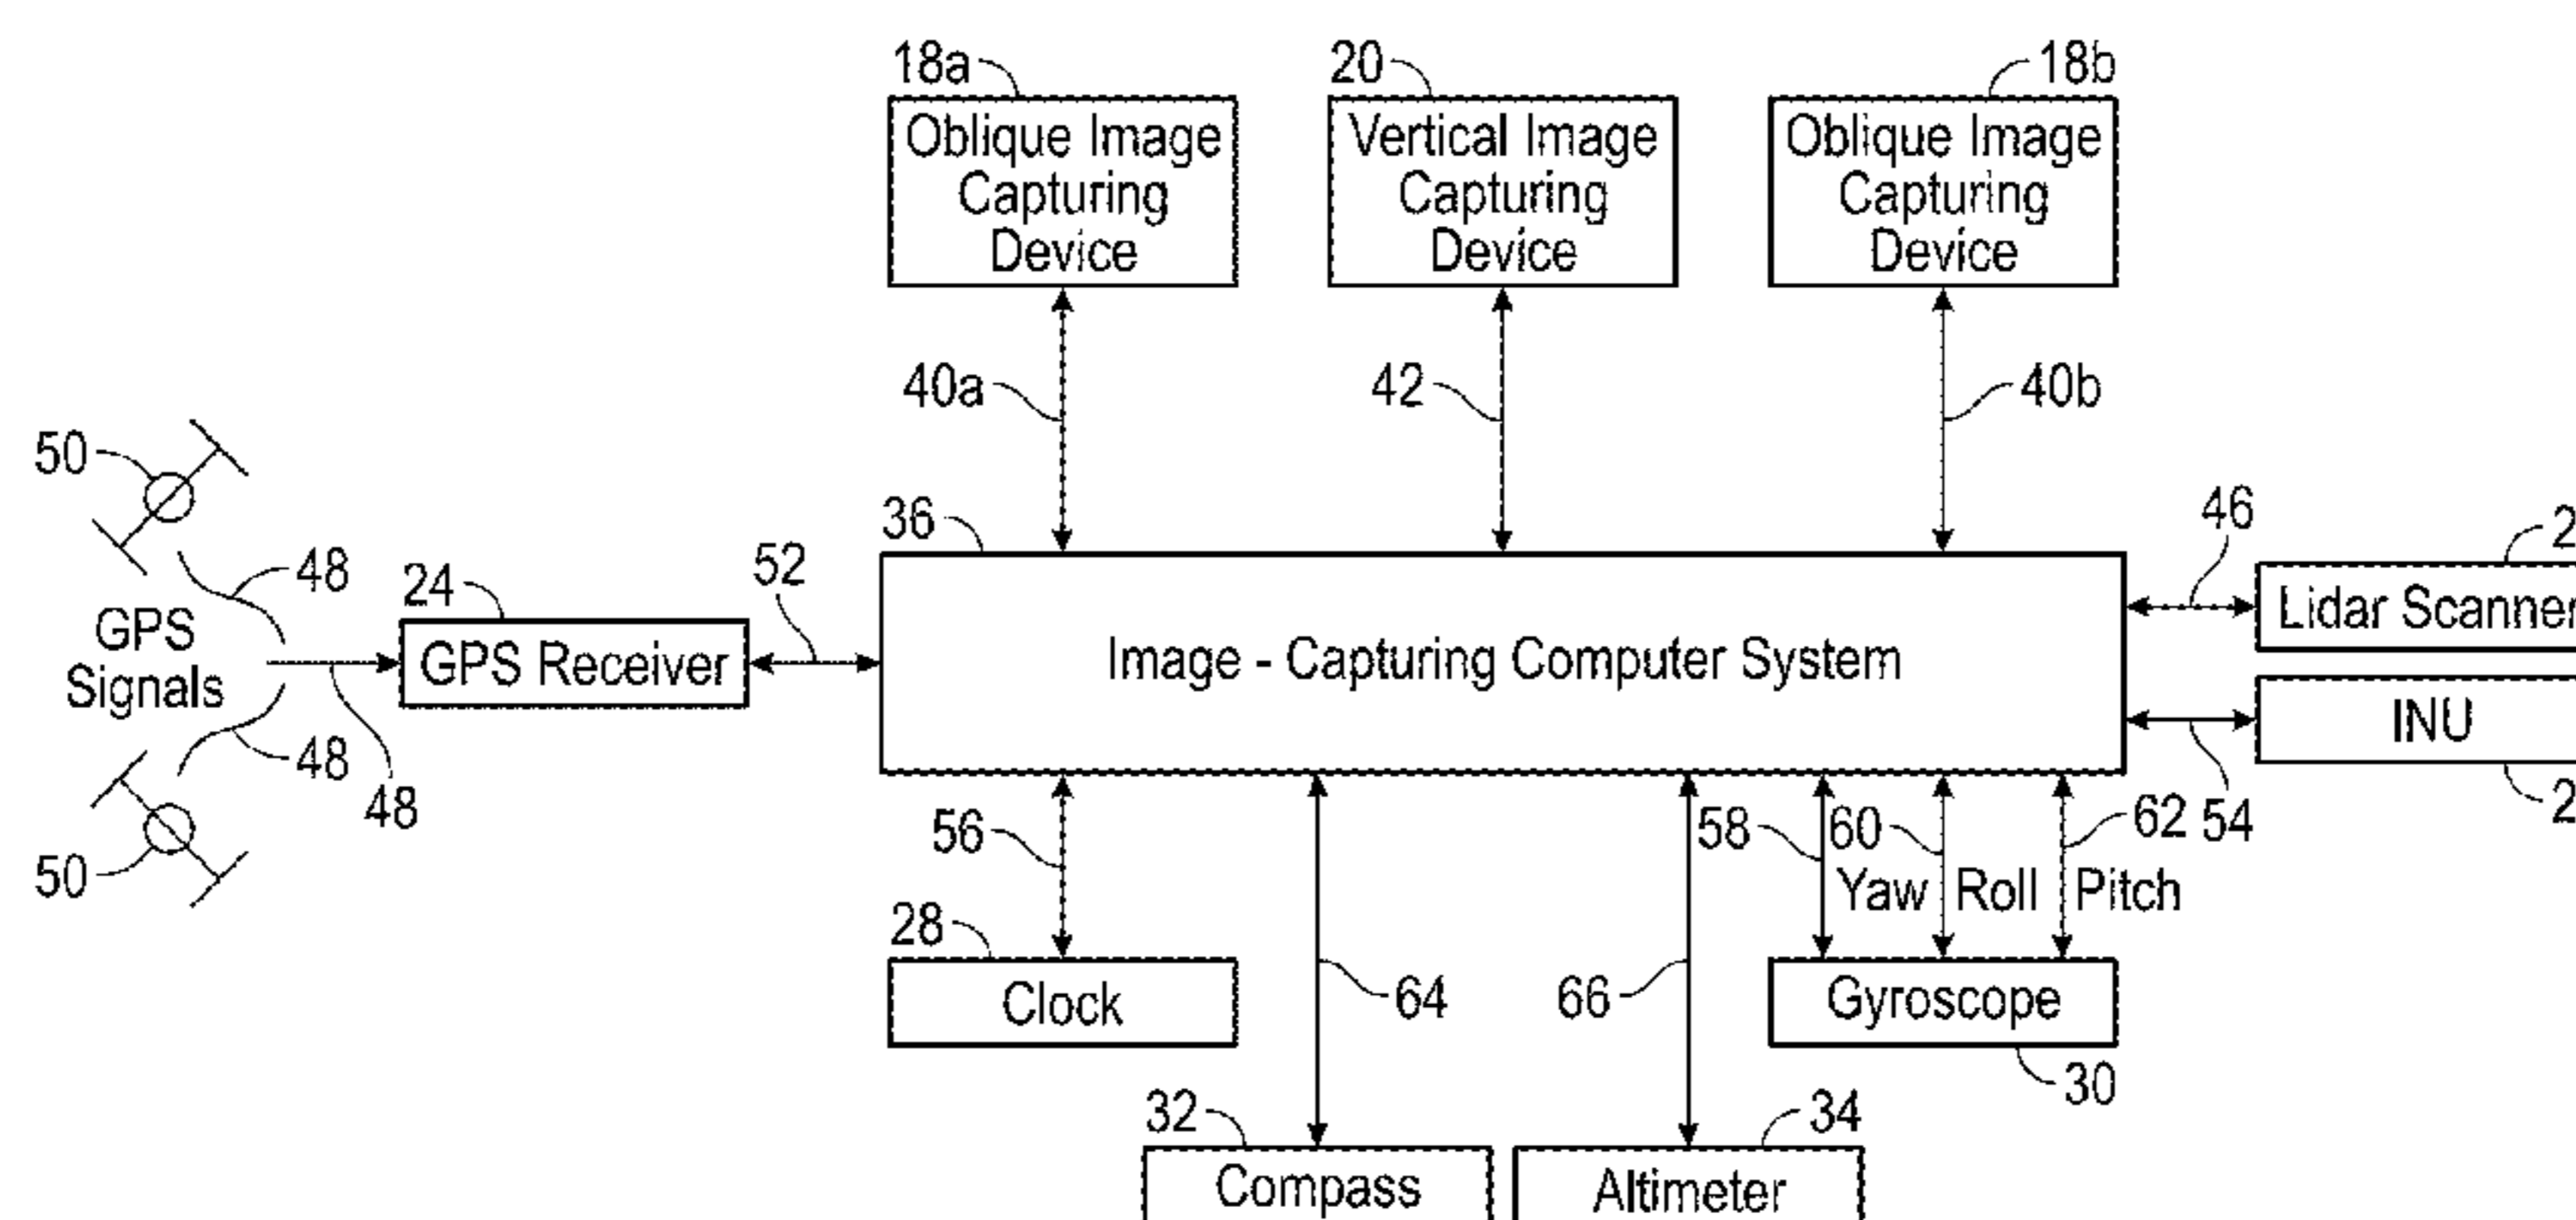 18a
20
18b
Oblique Image
Capturing
Device
Vertical Image
Capturing
Device
Oblique Image
Capturing
Device
40a
42
40b
50
48
GPS
Signals
48
48
50
24
GPS Receiver
52
36
Image - Capturing Computer System
46
Lidar Scanner
INU
54
56
28
Clock
64
32
Compass
66
34
Altimeter
58
60
62
Yaw
Roll
Pitch
Gyroscope
30